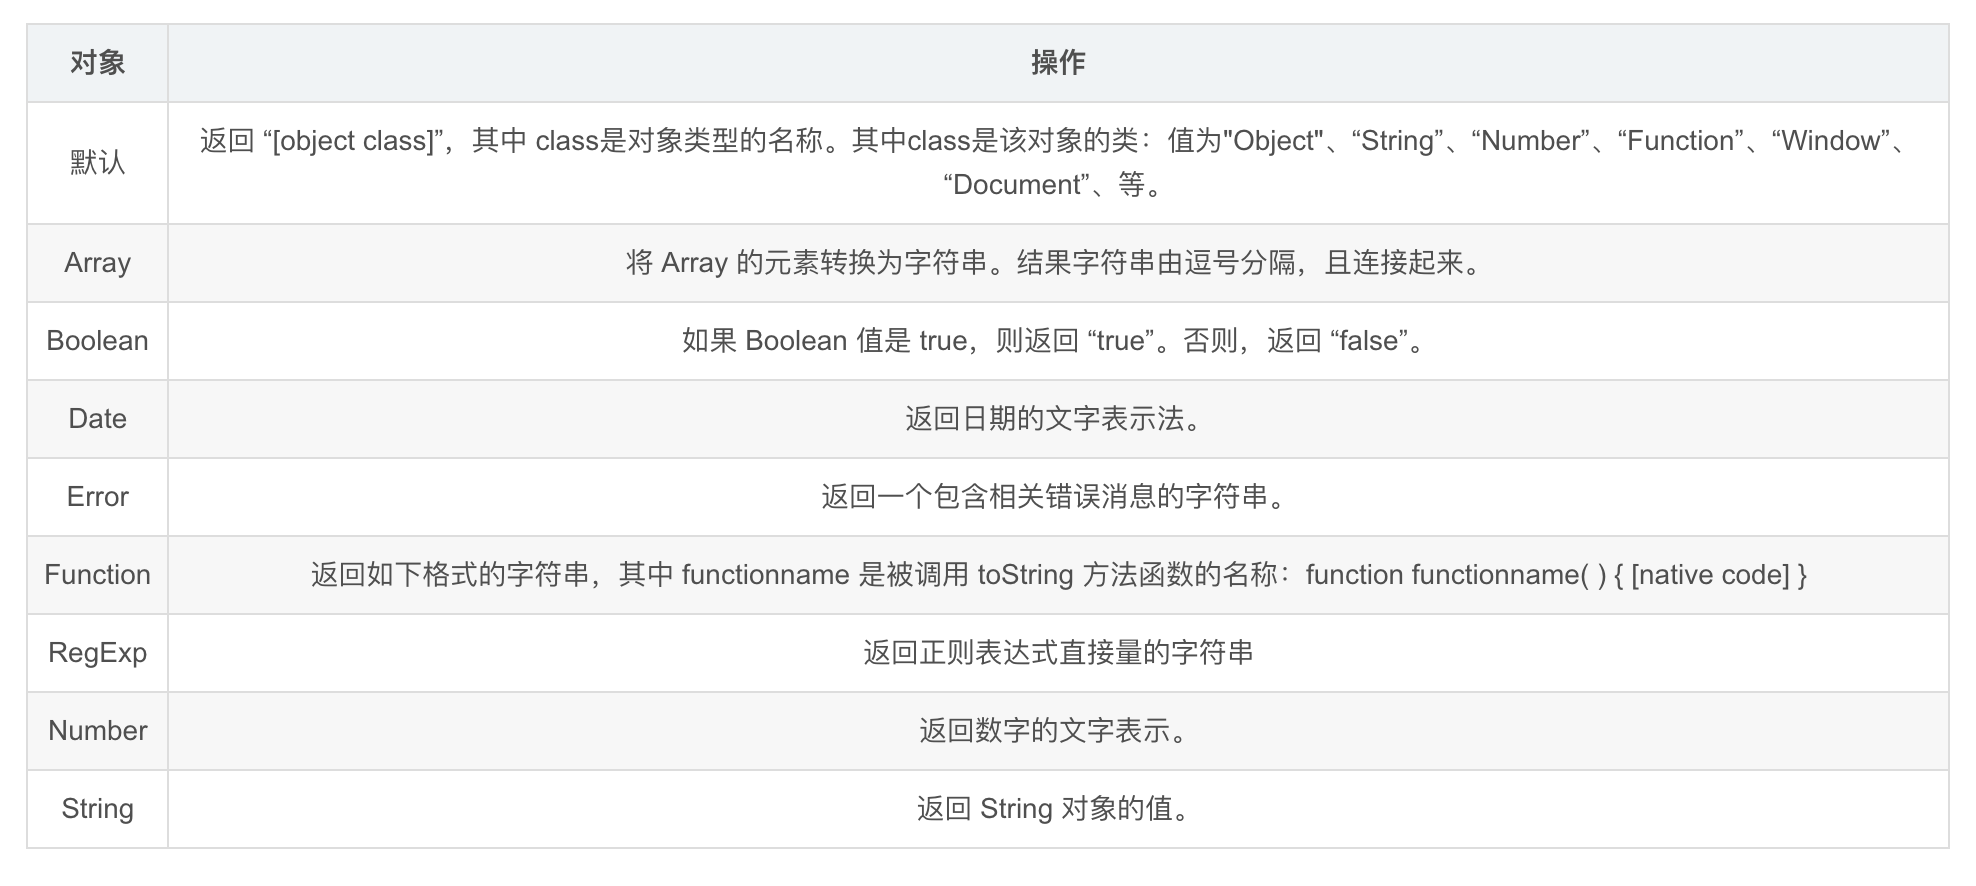 对象 操作
默认
返回 “[object class]”，其中 class是对象类型的名称。其中class是该对象的类：值为"Object"、“String”、“Number”、“Function”、“Window”、
“Document”、等。
Array 将 Array 的元素转换为字符串。结果字符串由逗号分隔，且连接起来。
Boolean 如果 Boolean 值是 true，则返回 “true”。否则，返回 “false”。
Date 返回日期的文字表示法。
Error 返回一个包含相关错误消息的字符串。
Function 返回如下格式的字符串，其中 functionname 是被调用 toString 方法函数的名称：function functionname( ) { [native code] }
RegExp 返回正则表达式直接量的字符串
Number 返回数字的文字表示。
String 返回 String 对象的值。